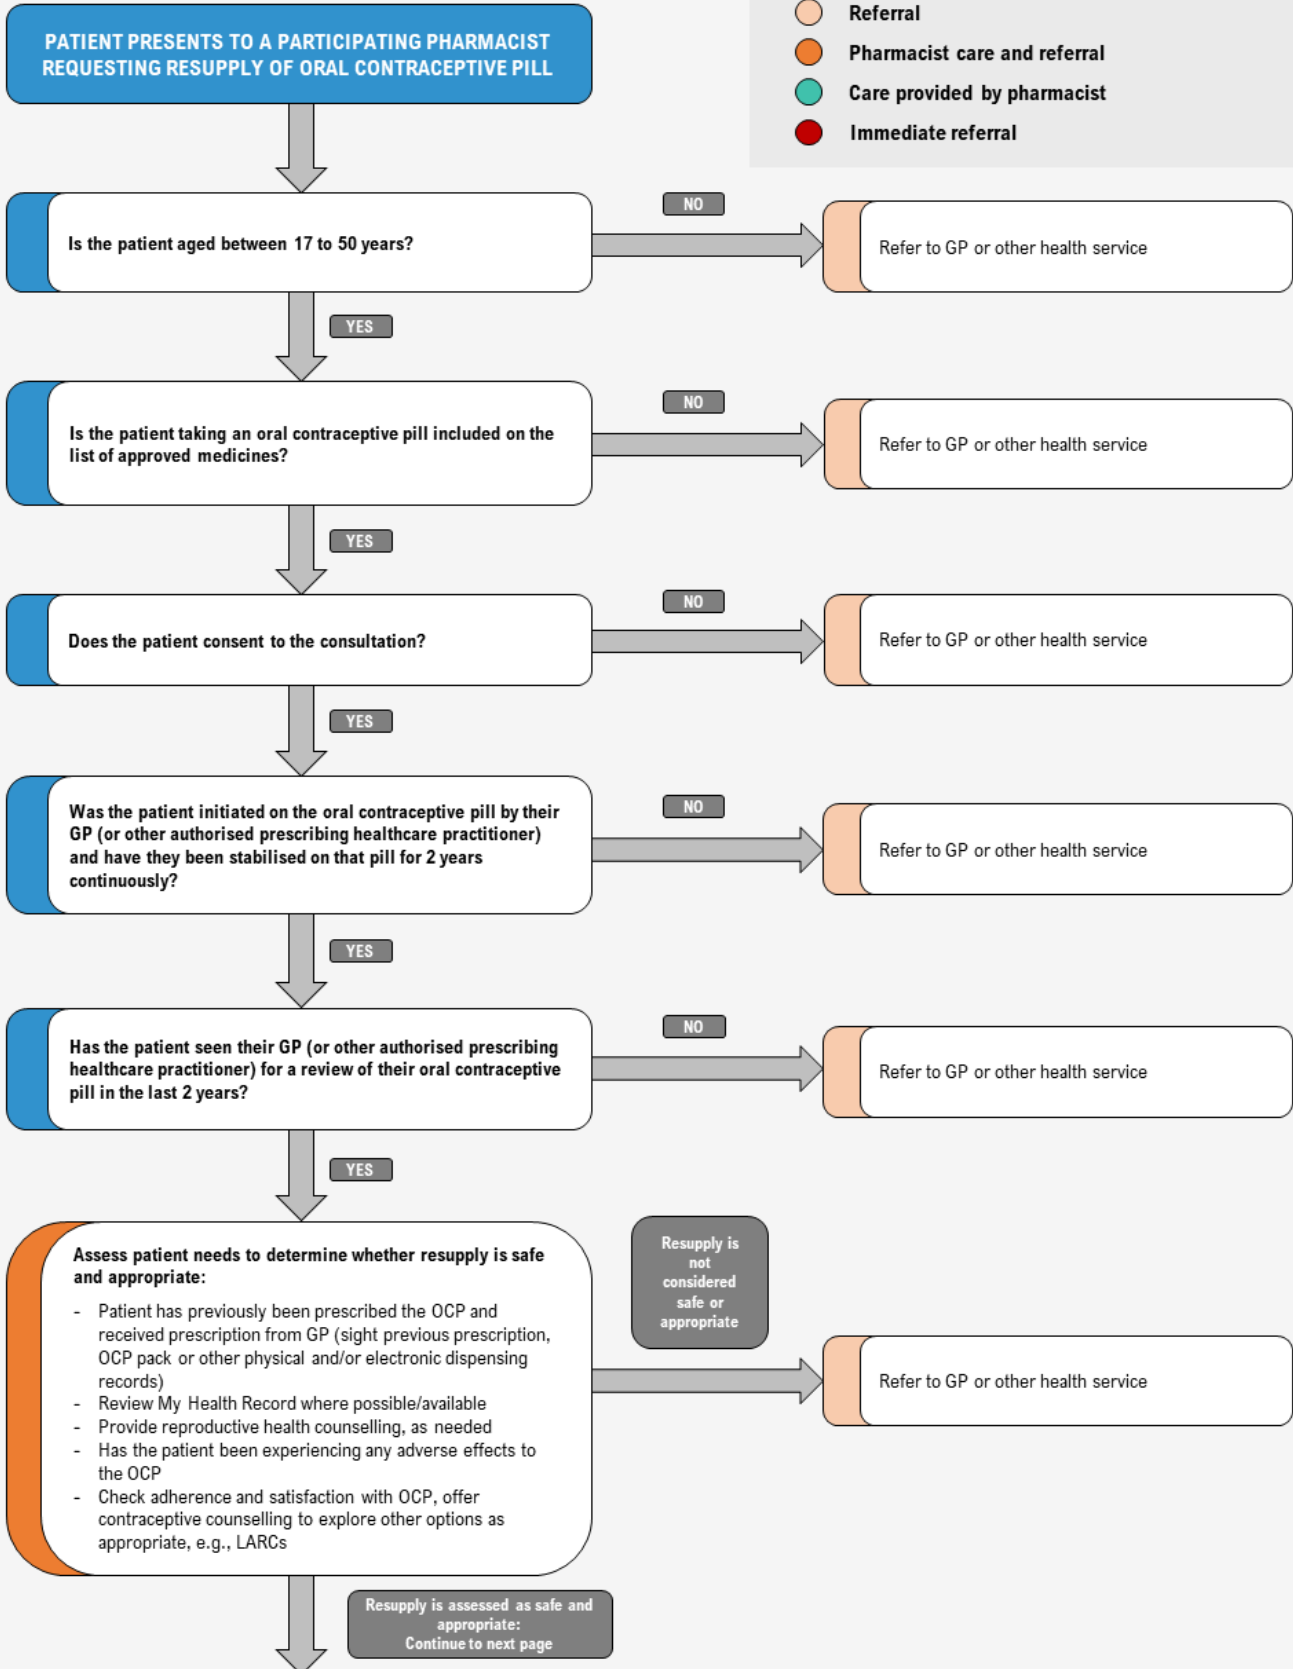 PATIENT PRESENTS TO A PARTICIPATING PHARMACIST
REQUESTING RESUPPLY OF ORAL CONTRACEPTIVE PILL
Referral
Pharmacist care and referral
Care provided by pharmacist
Immediate referral
Is the patient aged between 17 to 50 years?
NO
Refer to GP or other health service
YES
Is the patient taking an oral contraceptive pill included on the
list of approved medicines?
NO
Refer to GP or other health service
YES
Does the patient consent to the consultation?
NO
Refer to GP or other health service
YES
Was the patient initiated on the oral contraceptive pill by their
GP (or other authorised prescribing healthcare practitioner)
and have they been stabilised on that pill for 2 years
continuously?
NO
Refer to GP or other health service
YES
Has the patient seen their GP (or other authorised prescribing
healthcare practitioner) for a review of their oral contraceptive
pill in the last 2 years?
NO
Refer to GP or other health service
YES
Assess patient needs to determine whether resupply is safe
and appropriate:
- Patient has previously been prescribed the OCP and
received prescription from GP (sight previous prescription,
OCP pack or other physical and/or electronic dispensing
records)
- Review My Health Record where possible/available
- Provide reproductive health counselling, as needed
- Has the patient been experiencing any adverse effects to
the OCP
- Check adherence and satisfaction with OCP, offer
contraceptive counselling to explore other options as
appropriate, e.g., LARCs
Resupply is
not
considered
safe or
appropriate
Refer to GP or other health service
Resupply is assessed as safe and
appropriate:
Continue to next page